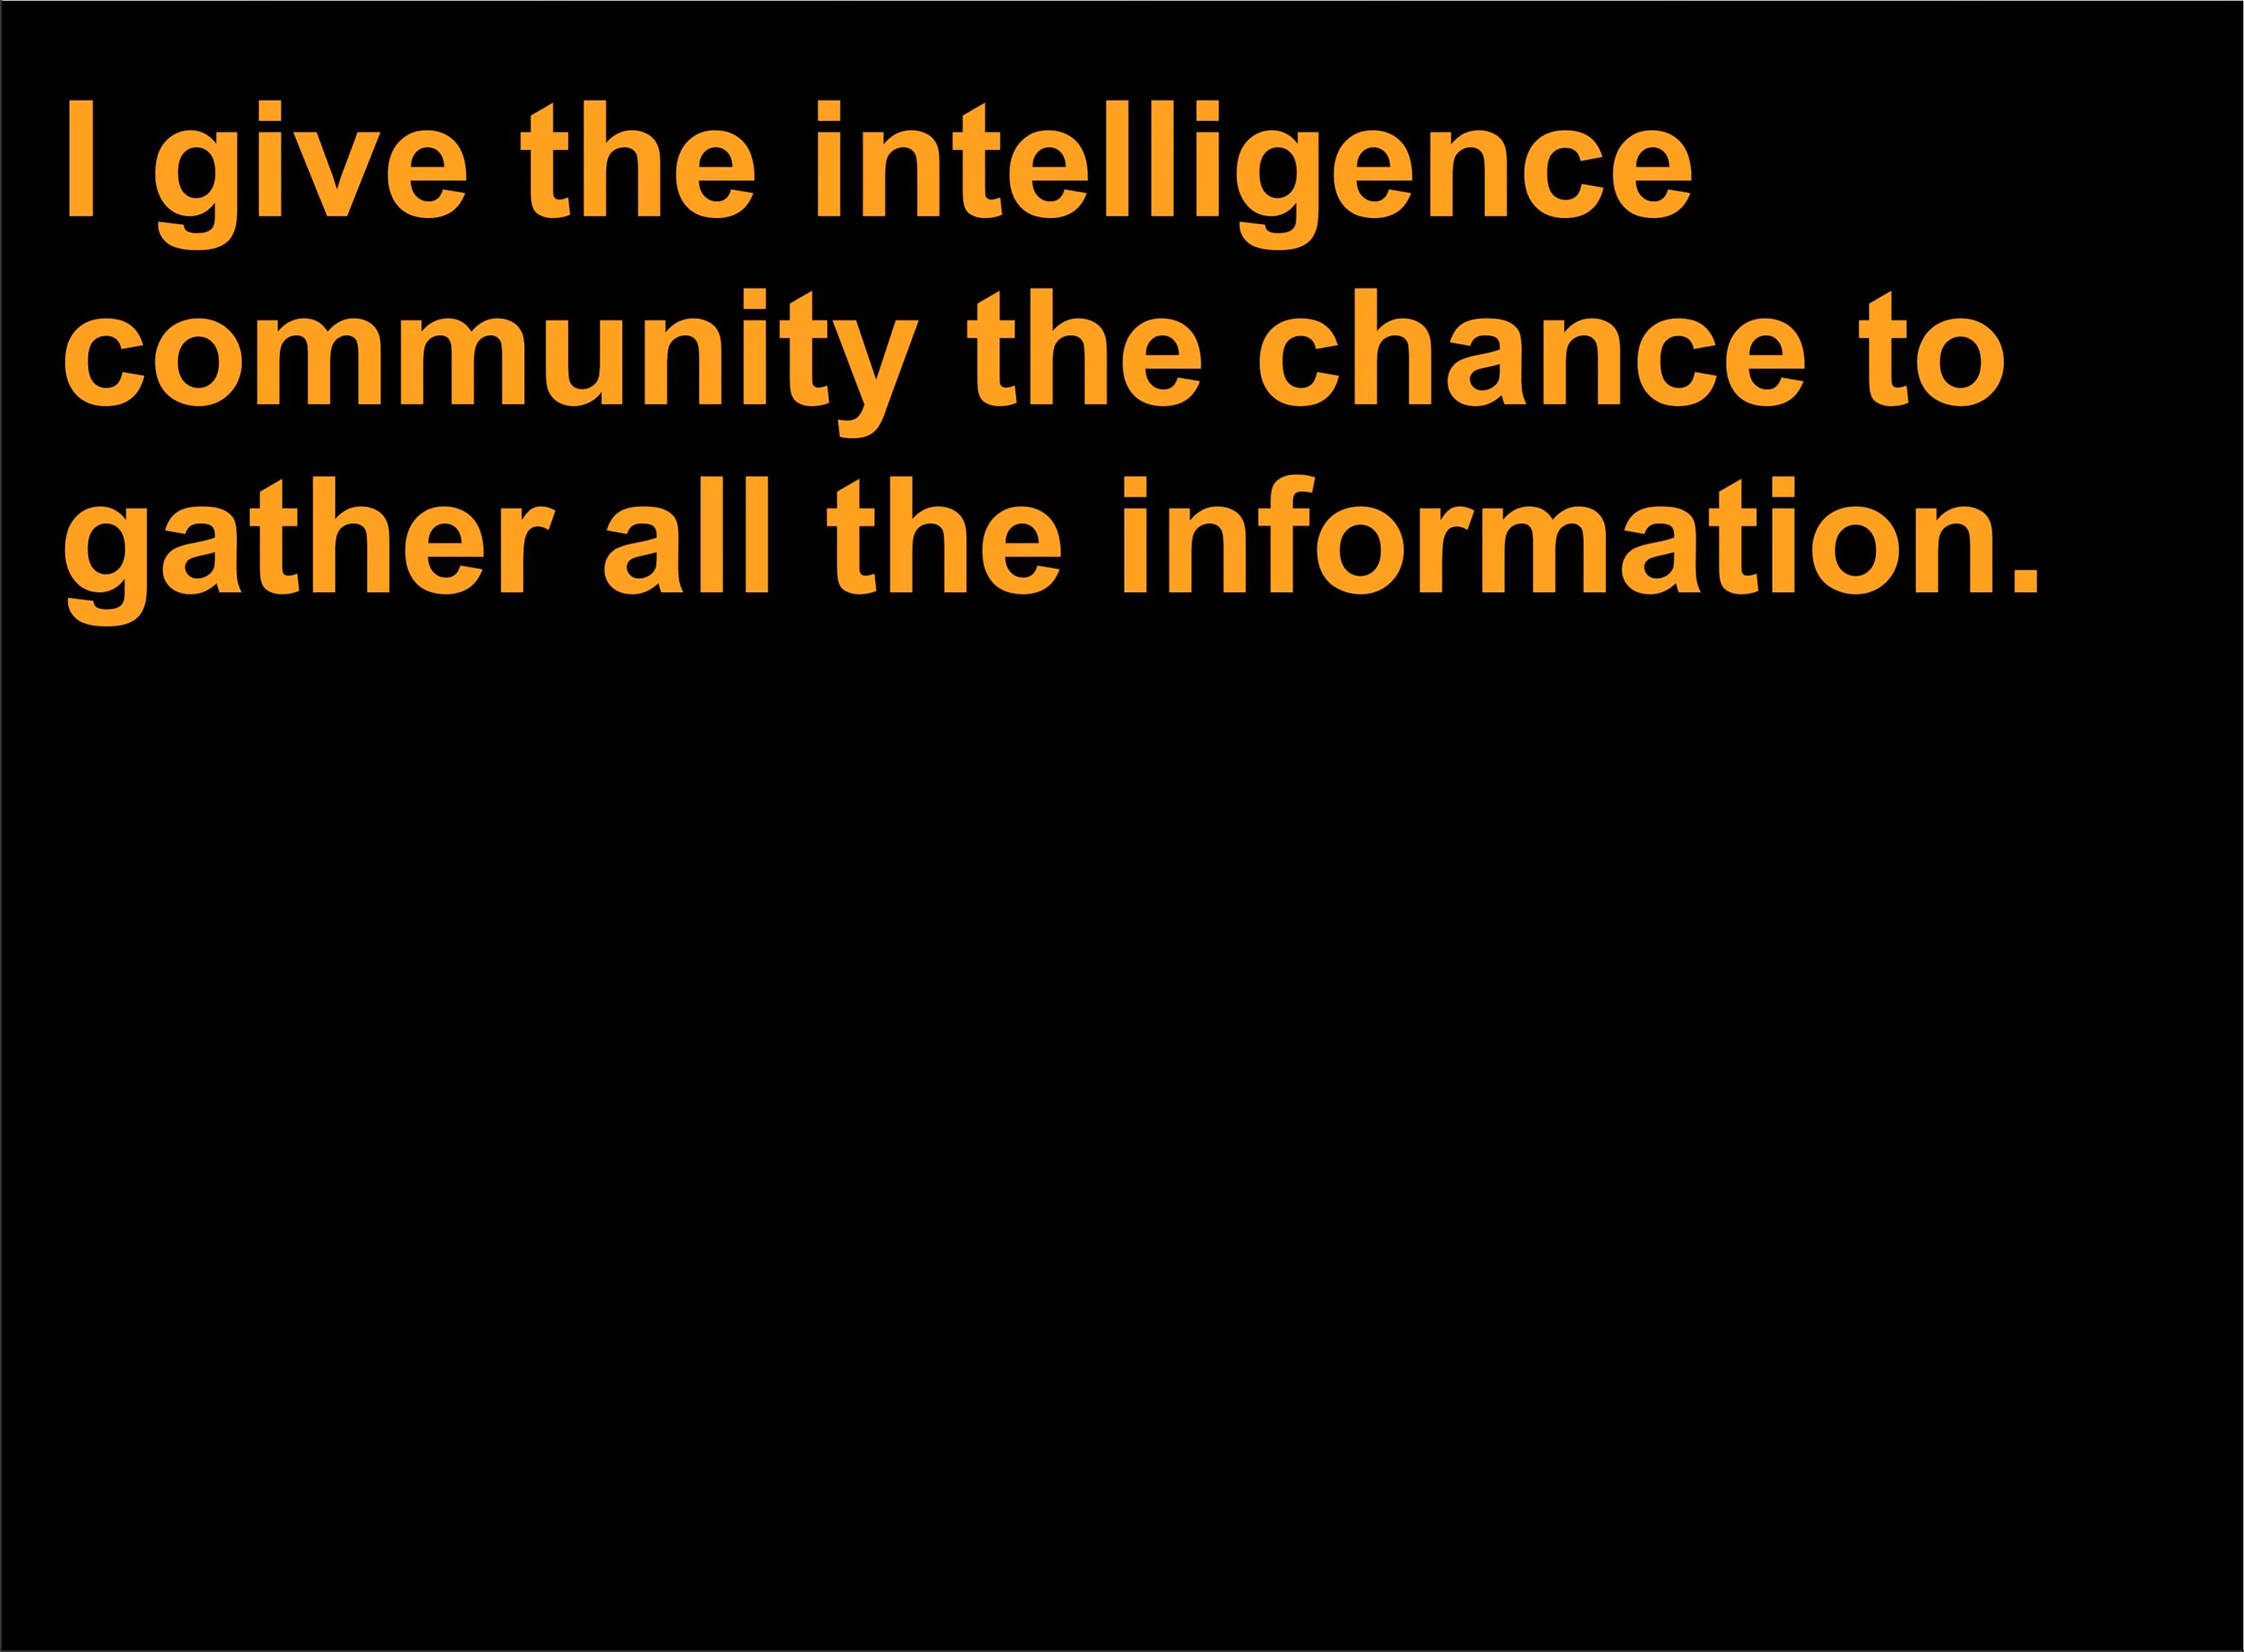 I give the intelligence
community the chance to
gather all the information.